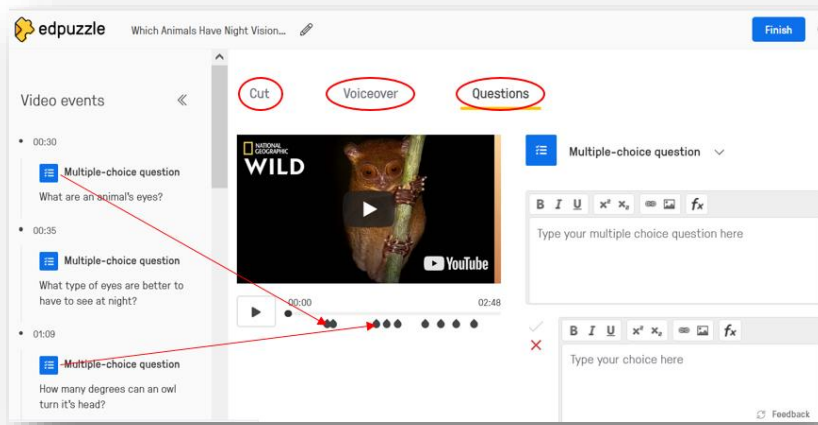 edpuzzle
Which Animals Have Night Vision...
Finish
Video events
00:30
Multiple-choice question
What are an animal's eyes?
00:35
Multiple-choice question
What type of eyes are better to
have to see at night?
01:09
Multiple-choice question
How many degrees can an owl
turn it's head?
Cut
Voiceover
Questions
NATIONAL
GEOGRAPHIC
WILD
YouTube
00:00
02:48
Multiple-choice question
B I U x² x₂ fx
Type your multiple choice question here
B I U x² x₂ fx
Type your choice here
Feedback